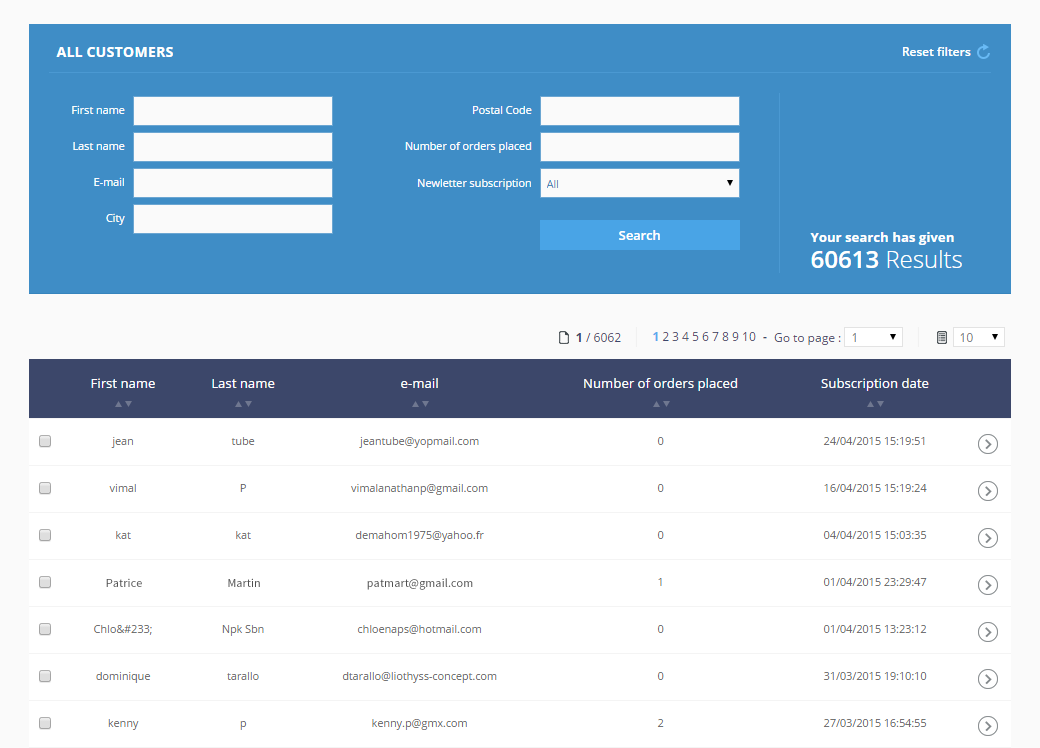 ALL CUSTOMERS Reset filters
First name Postal Code
Last name Number of orders placed
E-mail Newletter subscription All
City
Search
Your search has given
60613 Results
1 / 6062 1 2 3 4 5 6 7 8 9 10 - Go to page : 1 10
First name Last name e-mail Number of orders placed Subscription date
jean tube jeantube@yopmail.com 0 24/04/2015 15:19:51
vimal P vimalanathanp@gmail.com 0 16/04/2015 15:19:24
kat kat demahom1975@yahoo.fr 0 04/04/2015 15:03:35
Patrice Martin patmart@gmail.com 1 01/04/2015 23:29:47
Chlo&#233; Npk Sbn chloenaps@hotmail.com 0 01/04/2015 13:23:12
dominique tarallo dtarallo@liothyss-concept.com 0 31/03/2015 19:10:10
kenny p kenny.p@gmx.com 2 27/03/2015 16:54:55